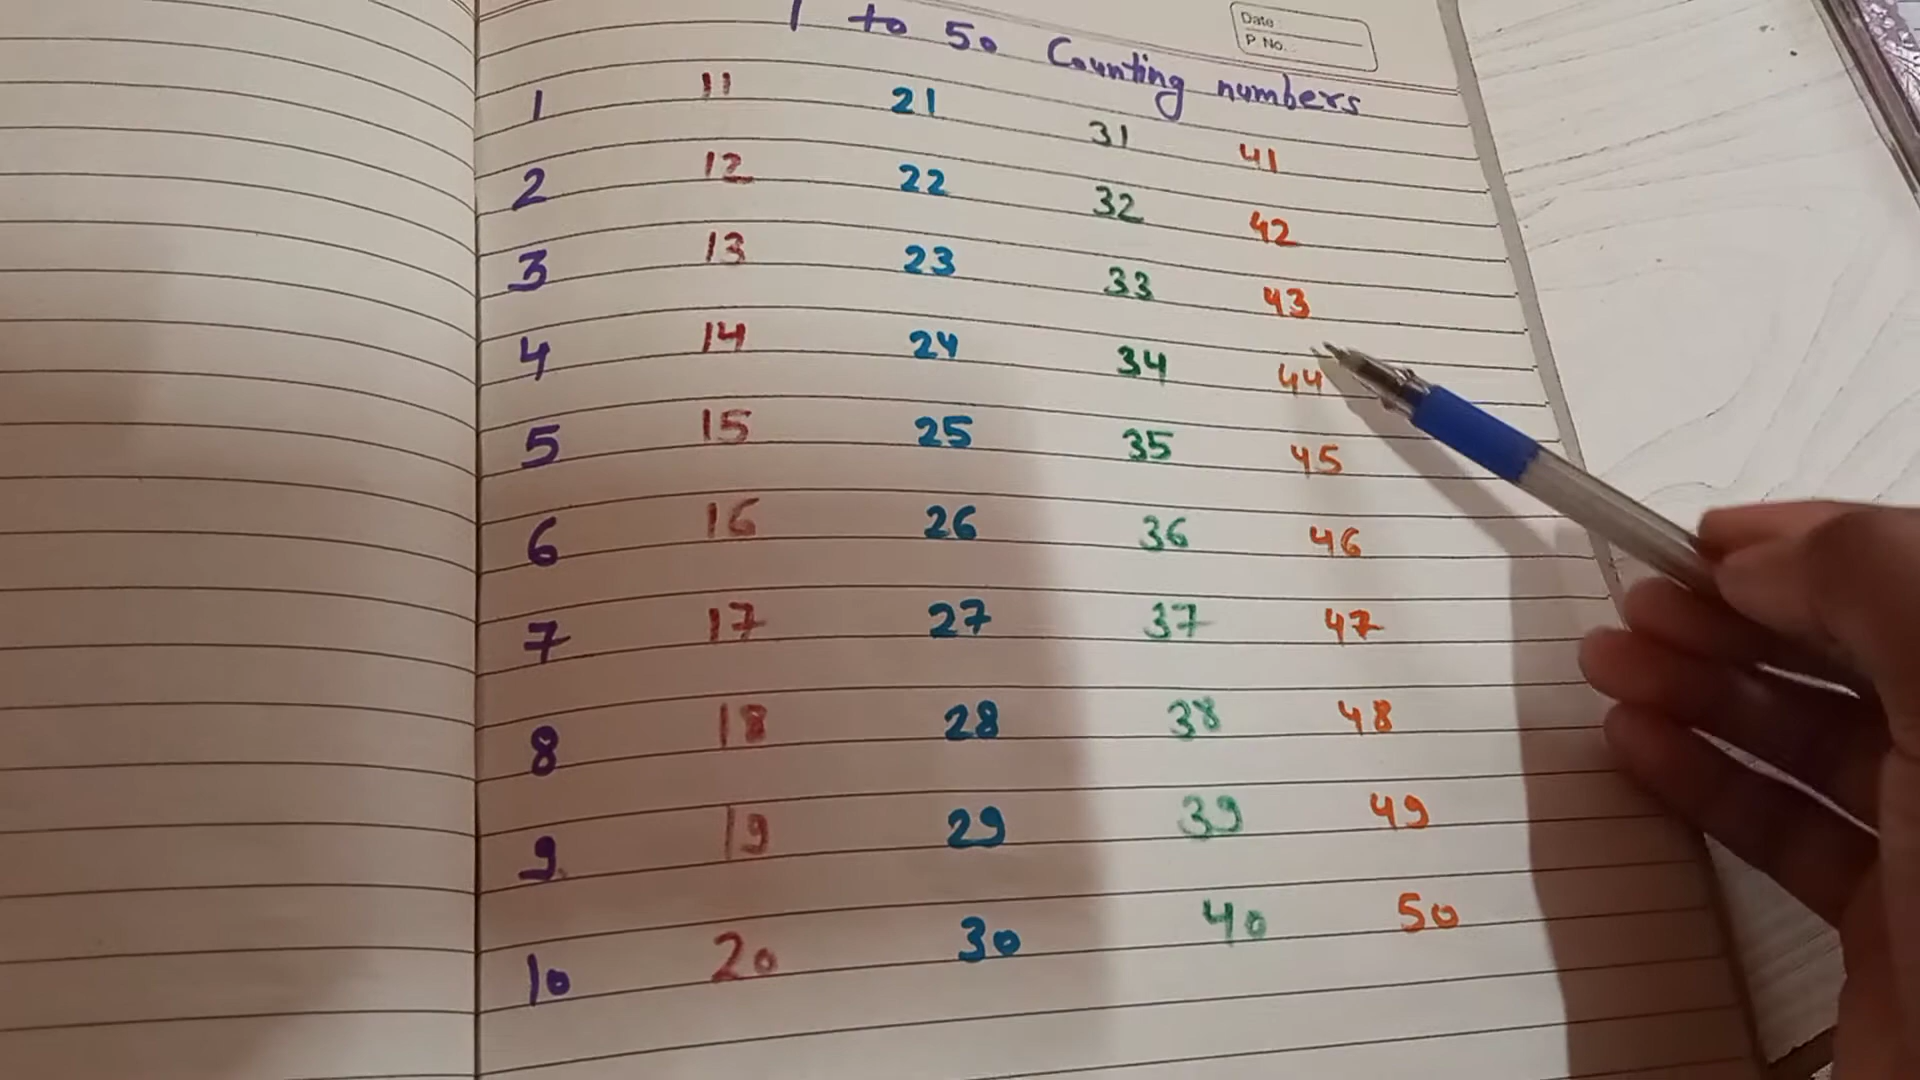 1 to 50 Counting numbers
Date :
P No. :
1 11 21 31 41
2 12 22 32 42
3 13 23 33 43
4 14 24 34 44
5 15 25 35 45
6 16 26 36 46
7 17 27 37 47
8 18 28 38 48
9 19 29 39 49
10 20 30 40 50